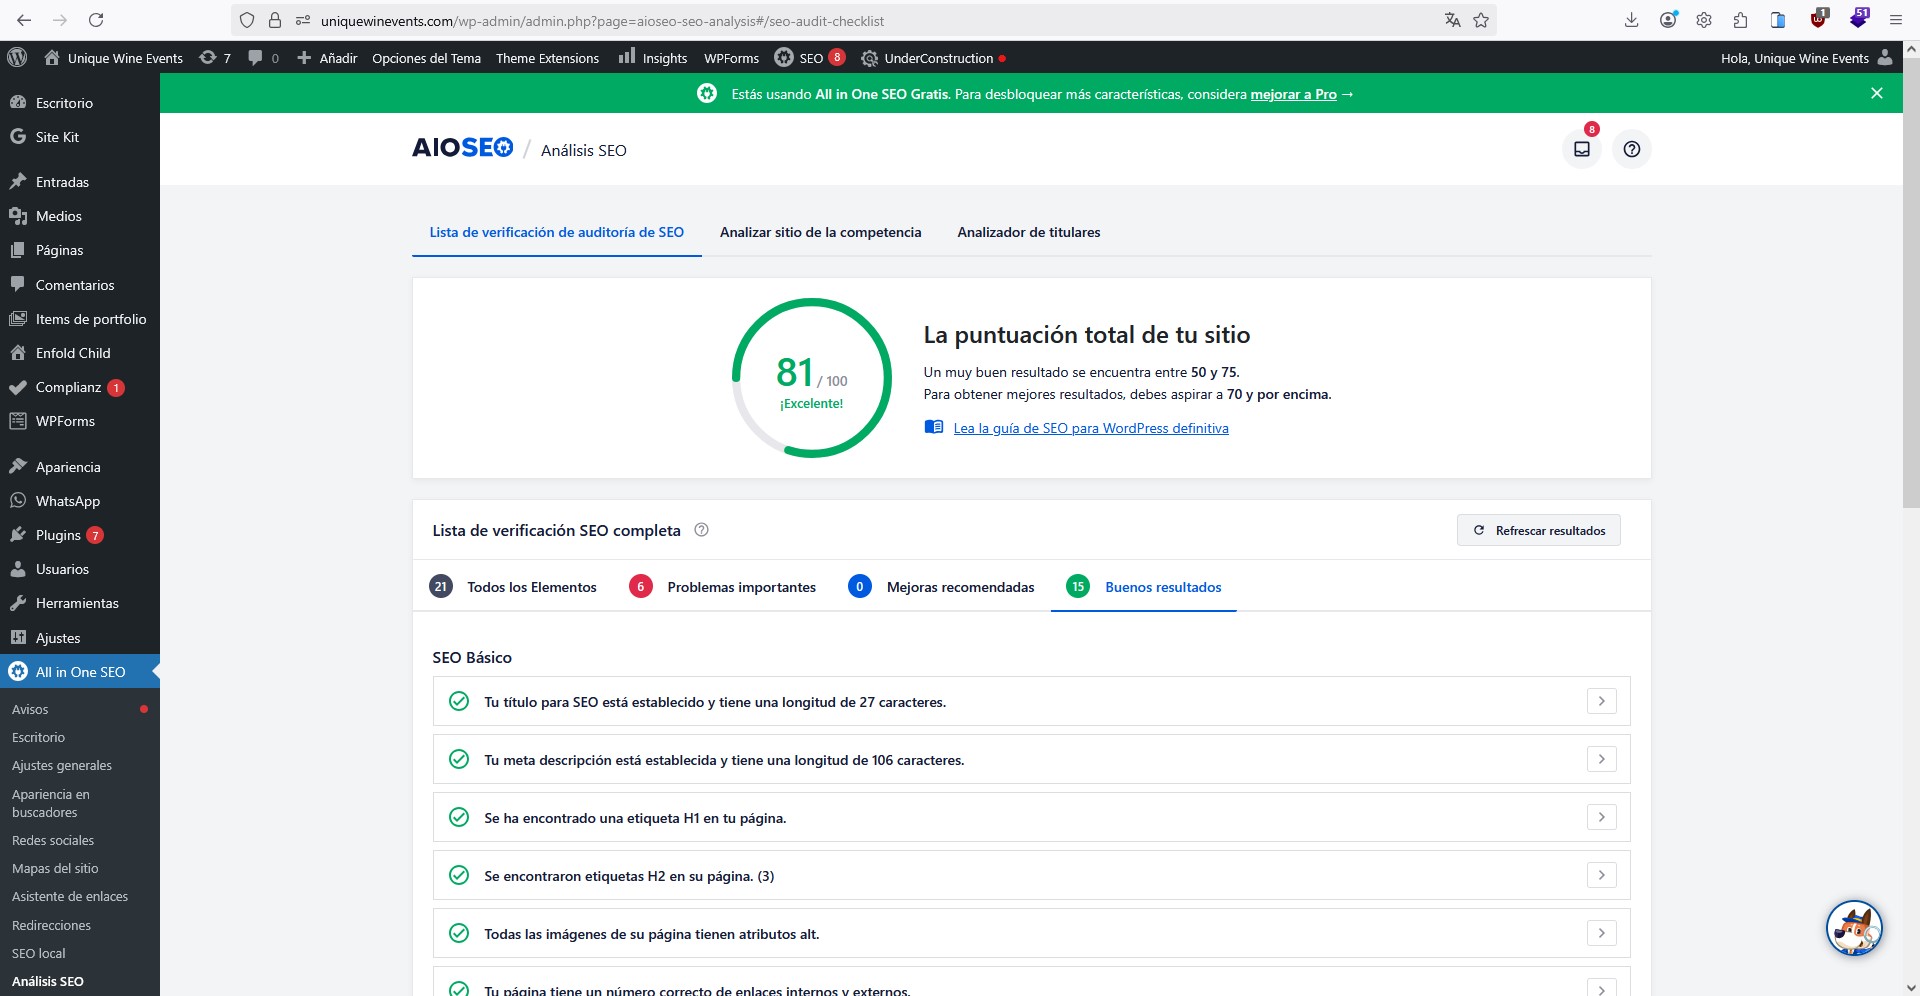 uniquewinevents.com/wp-admin/admin.php?page=aioseo-seo-analysis#/seo-audit-checklist
1
51
Unique Wine Events
7
0
Añadir
Opciones del Tema
Theme Extensions
Insights
WPForms
SEO
8
UnderConstruction
Hola, Unique Wine Events
Estás usando All in One SEO Gratis. Para desbloquear más características, considera mejorar a Pro →
Escritorio
Site Kit
Entradas
Medios
Páginas
Comentarios
Items de portfolio
Enfold Child
Complianz 1
WPForms
Apariencia
WhatsApp
Plugins 7
Usuarios
Herramientas
Ajustes
All in One SEO
Avisos
Escritorio
Ajustes generales
Apariencia en
buscadores
Redes sociales
Mapas del sitio
Asistente de enlaces
Redirecciones
SEO local
Análisis SEO
AIOSEO / Análisis SEO
8
Lista de verificación de auditoría de SEO
Analizar sitio de la competencia
Analizador de titulares
81 / 100
¡Excelente!
La puntuación total de tu sitio
Un muy buen resultado se encuentra entre 50 y 75.
Para obtener mejores resultados, debes aspirar a 70 y por encima.
Lea la guía de SEO para WordPress definitiva
Lista de verificación SEO completa
Refrescar resultados
21 Todos los Elementos
6 Problemas importantes
0 Mejoras recomendadas
15 Buenos resultados
SEO Básico
Tu título para SEO está establecido y tiene una longitud de 27 caracteres.
Tu meta descripción está establecida y tiene una longitud de 106 caracteres.
Se ha encontrado una etiqueta H1 en tu página.
Se encontraron etiquetas H2 en su página. (3)
Todas las imágenes de su página tienen atributos alt.
Tu página tiene un número correcto de enlaces internos y externos.